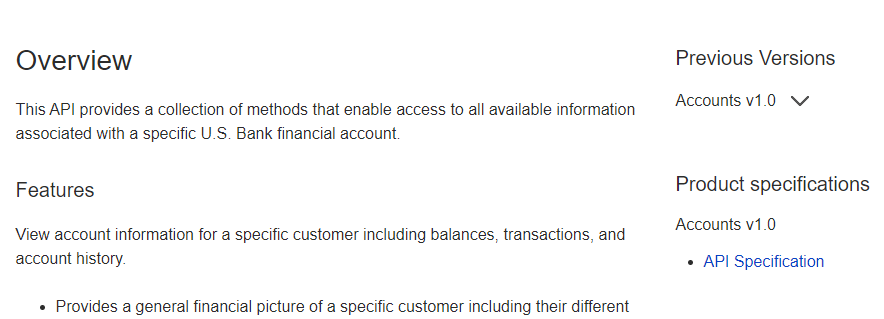 Overview
This API provides a collection of methods that enable access to all available information
associated with a specific U.S. Bank financial account.
Features
View account information for a specific customer including balances, transactions, and
account history.
• Provides a general financial picture of a specific customer including their different
Previous Versions
Accounts v1.0
Product specifications
Accounts v1.0
• API Specification